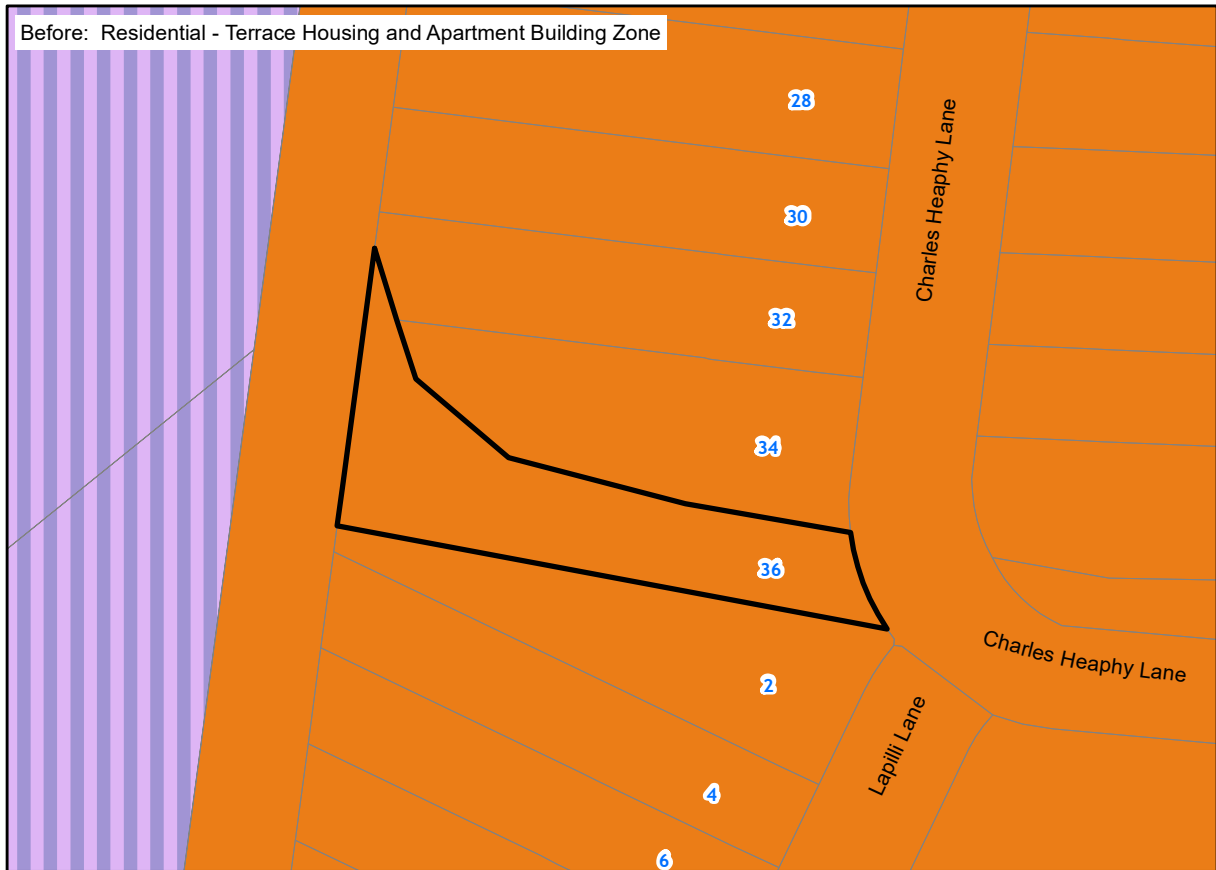 Before:  Residential - Terrace Housing and Apartment Building Zone
28
Charles Heaphy Lane
30
32
34
36
Charles Heaphy Lane
2
Lapilli Lane
4
6